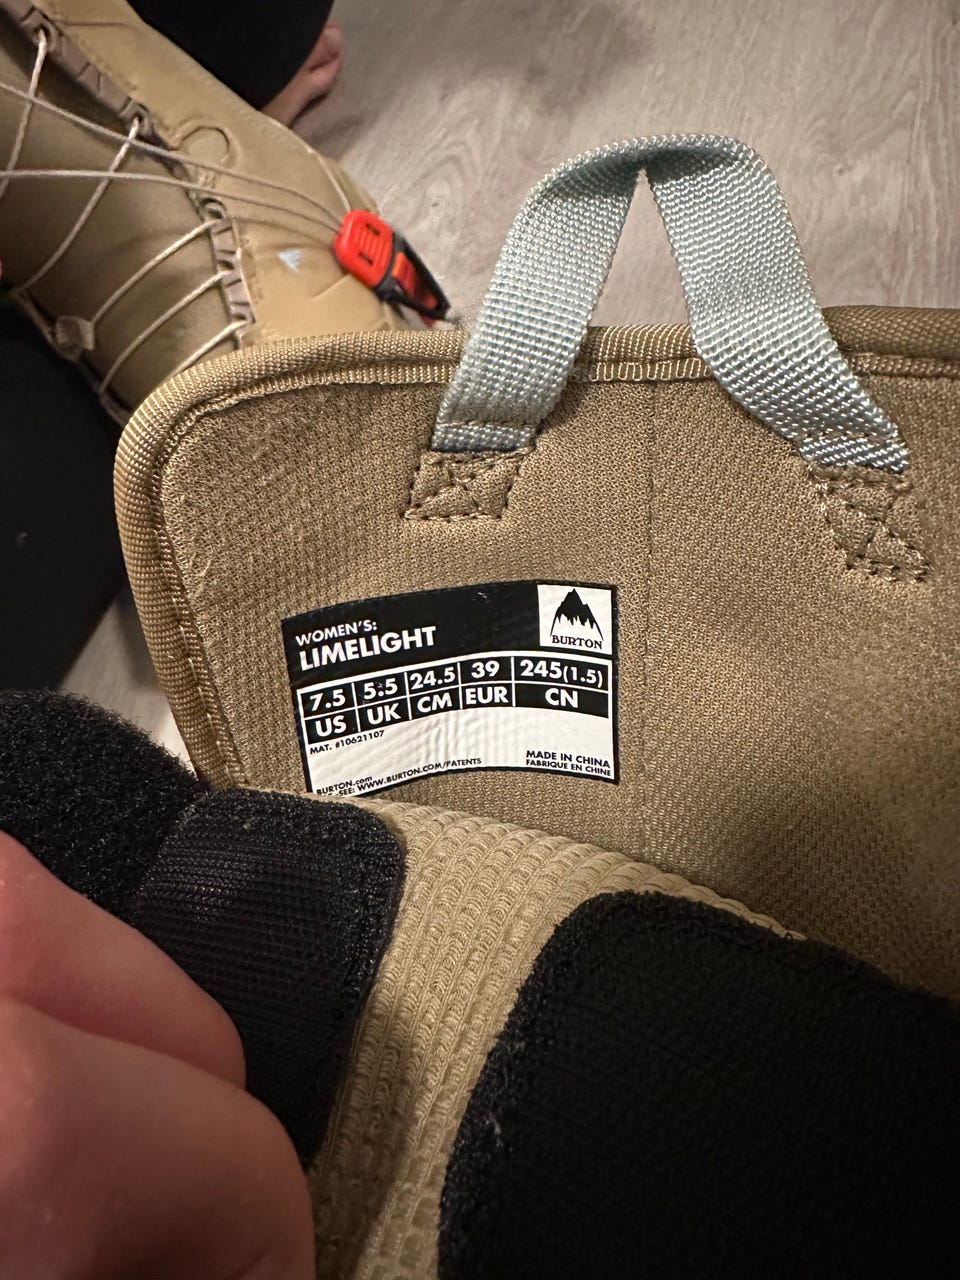 WOMEN'S:
LIMELIGHT
BURTON
7.5 5.5 24.5 39 245(1.5)
US UK CM EUR CN
MAT. #10621107
MADE IN CHINA
FABRIQUE EN CHINE
BURTON.com
SEE: WWW.BURTON.COM/PATENTS